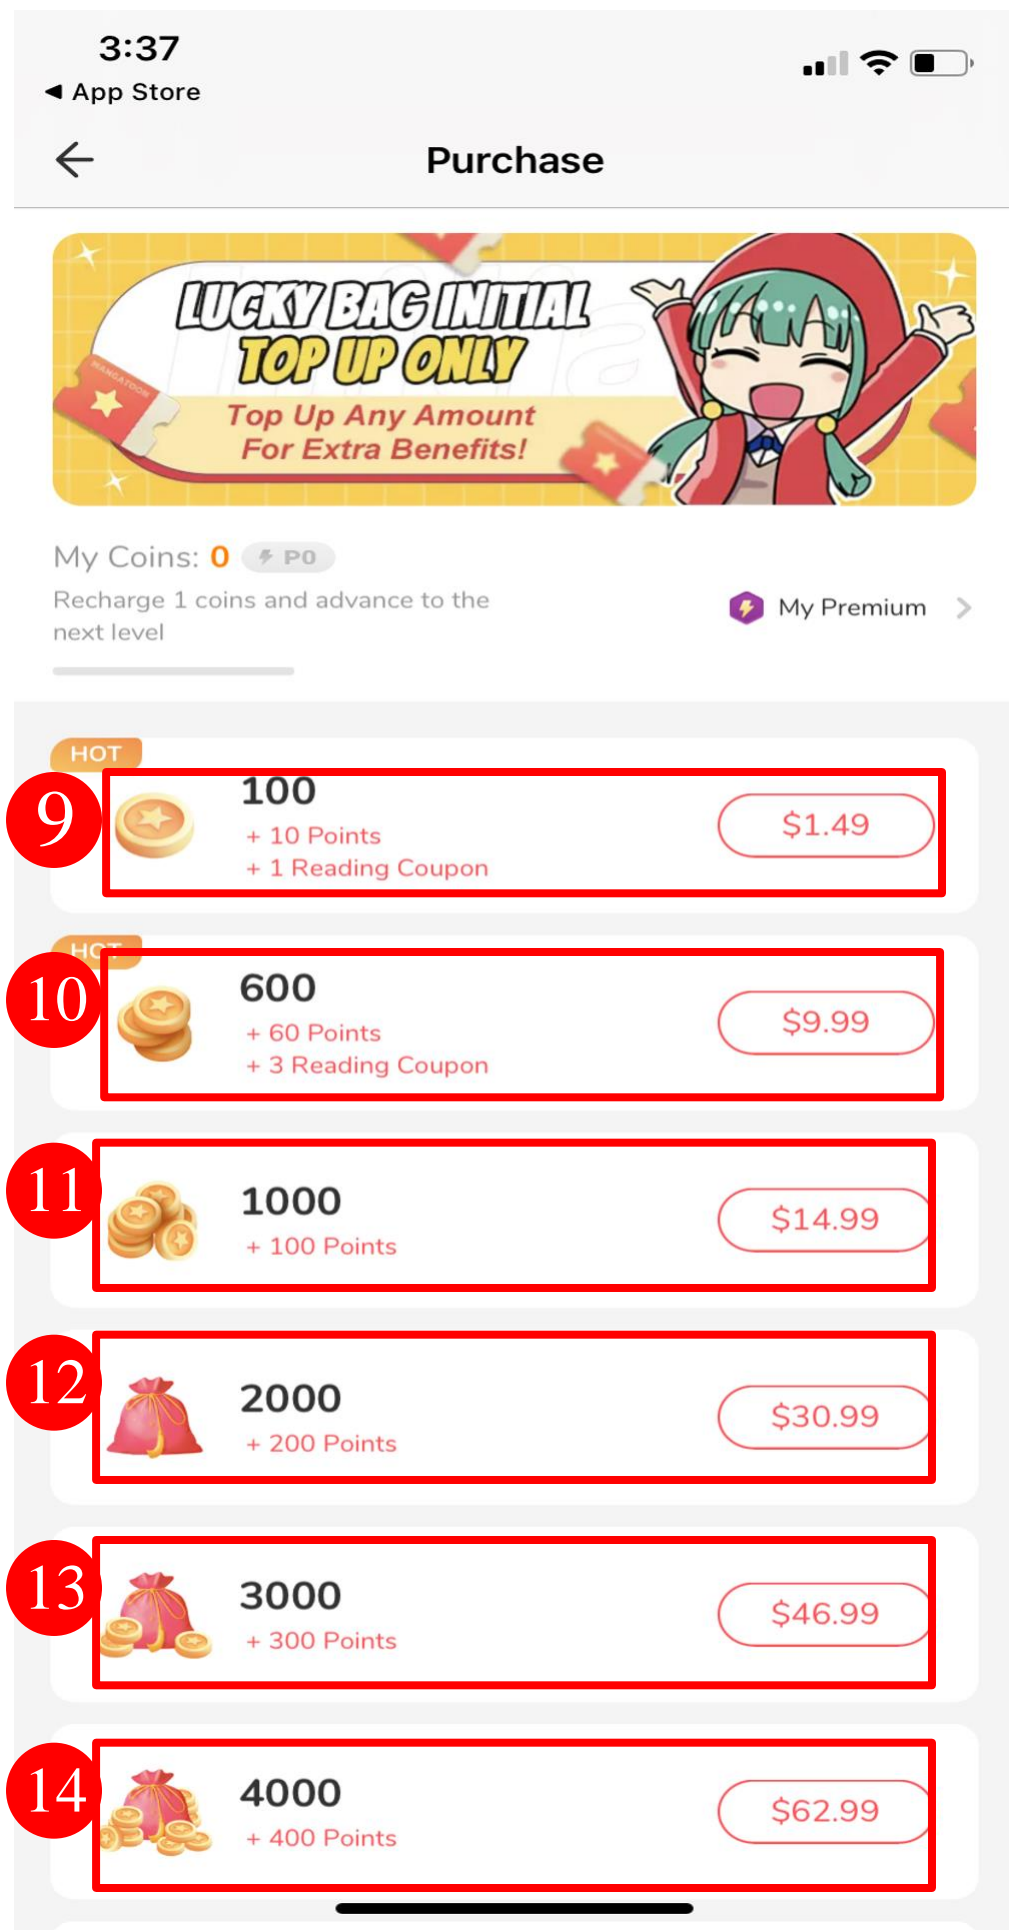 3:37
◀ App Store
Purchase
LUCKY BAG INITIAL
TOP UP ONLY
Top Up Any Amount
For Extra Benefits!
MANGATOON
My Coins: 0 P0
Recharge 1 coins and advance to the
next level
My Premium
HOT
9
100
+ 10 Points
+ 1 Reading Coupon
$1.49
HOT
10
600
+ 60 Points
+ 3 Reading Coupon
$9.99
11
1000
+ 100 Points
$14.99
12
2000
+ 200 Points
$30.99
13
3000
+ 300 Points
$46.99
14
4000
+ 400 Points
$62.99